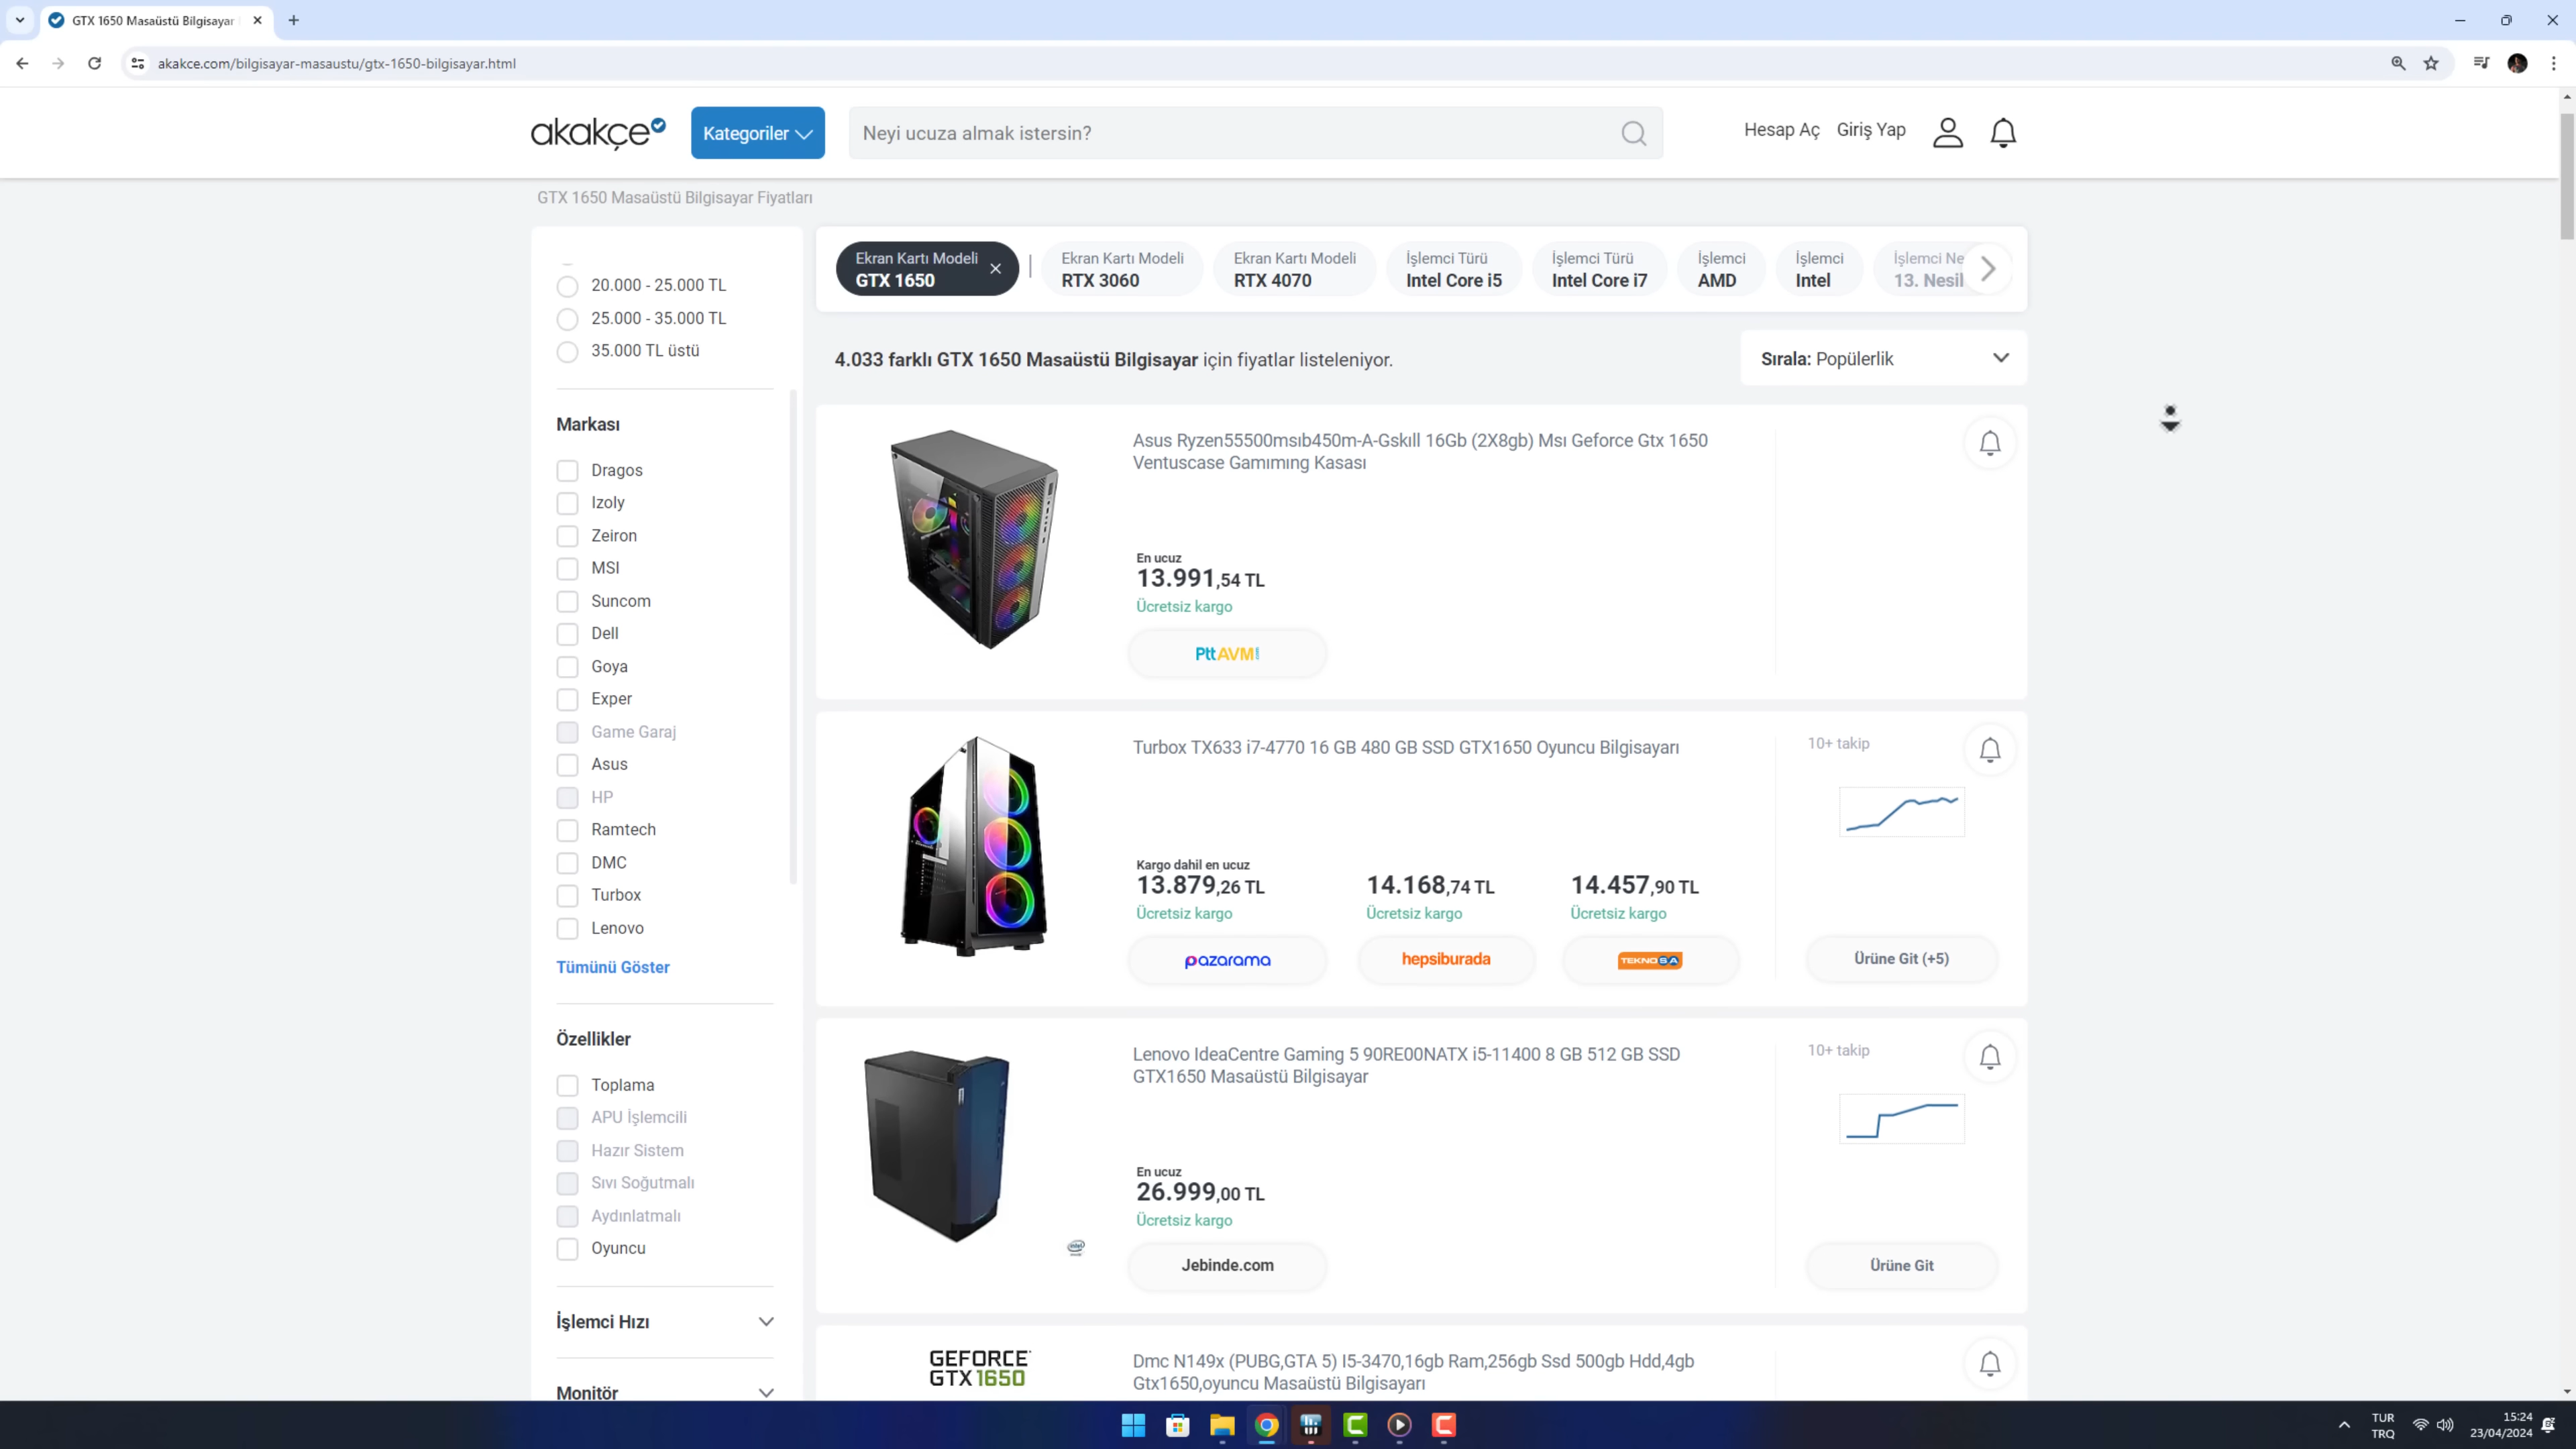 GTX 1650 Masaüstü Bilgisayar
akakce.com/bilgisayar-masaustu/gtx-1650-bilgisayar.html
akakçe
Kategoriler
Neyi ucuza almak istersin?
Hesap Aç
Giriş Yap
GTX 1650 Masaüstü Bilgisayar Fiyatları
20.000 - 25.000 TL
25.000 - 35.000 TL
35.000 TL üstü
Markası
Dragos
Izoly
Zeiron
MSI
Suncom
Dell
Goya
Exper
Game Garaj
Asus
HP
Ramtech
DMC
Turbox
Lenovo
Tümünü Göster
Özellikler
Toplama
APU İşlemcili
Hazır Sistem
Sıvı Soğutmalı
Aydınlatmalı
Oyuncu
İşlemci Hızı
Monitör
Ekran Kartı Modeli
GTX 1650
Ekran Kartı Modeli
RTX 3060
Ekran Kartı Modeli
RTX 4070
İşlemci Türü
Intel Core i5
İşlemci Türü
Intel Core i7
İşlemci
AMD
İşlemci
Intel
İşlemci Ne
13. Nesil
4.033 farklı GTX 1650 Masaüstü Bilgisayar için fiyatlar listeleniyor.
Sırala: Popülerlik
Asus Ryzen55500msıb450m-A-Gskıll 16Gb (2X8gb) Msı Geforce Gtx 1650
Ventuscase Gamımıng Kasası
En ucuz
13.991,54 TL
Ücretsiz kargo
PttAVM
Turbox TX633 i7-4770 16 GB 480 GB SSD GTX1650 Oyuncu Bilgisayarı
10+ takip
Kargo dahil en ucuz
13.879,26 TL
Ücretsiz kargo
pazarama
14.168,74 TL
Ücretsiz kargo
hepsiburada
14.457,90 TL
Ücretsiz kargo
TEKNOSA
Ürüne Git (+5)
Lenovo IdeaCentre Gaming 5 90RE00NATX i5-11400 8 GB 512 GB SSD
GTX1650 Masaüstü Bilgisayar
10+ takip
En ucuz
26.999,00 TL
Ücretsiz kargo
Jebinde.com
Ürüne Git
GEFORCE
GTX 1650
Dmc N149x (PUBG,GTA 5) I5-3470,16gb Ram,256gb Ssd 500gb Hdd,4gb
Gtx1650,oyuncu Masaüstü Bilgisayarı
TUR
TRQ
15:24
23/04/2024